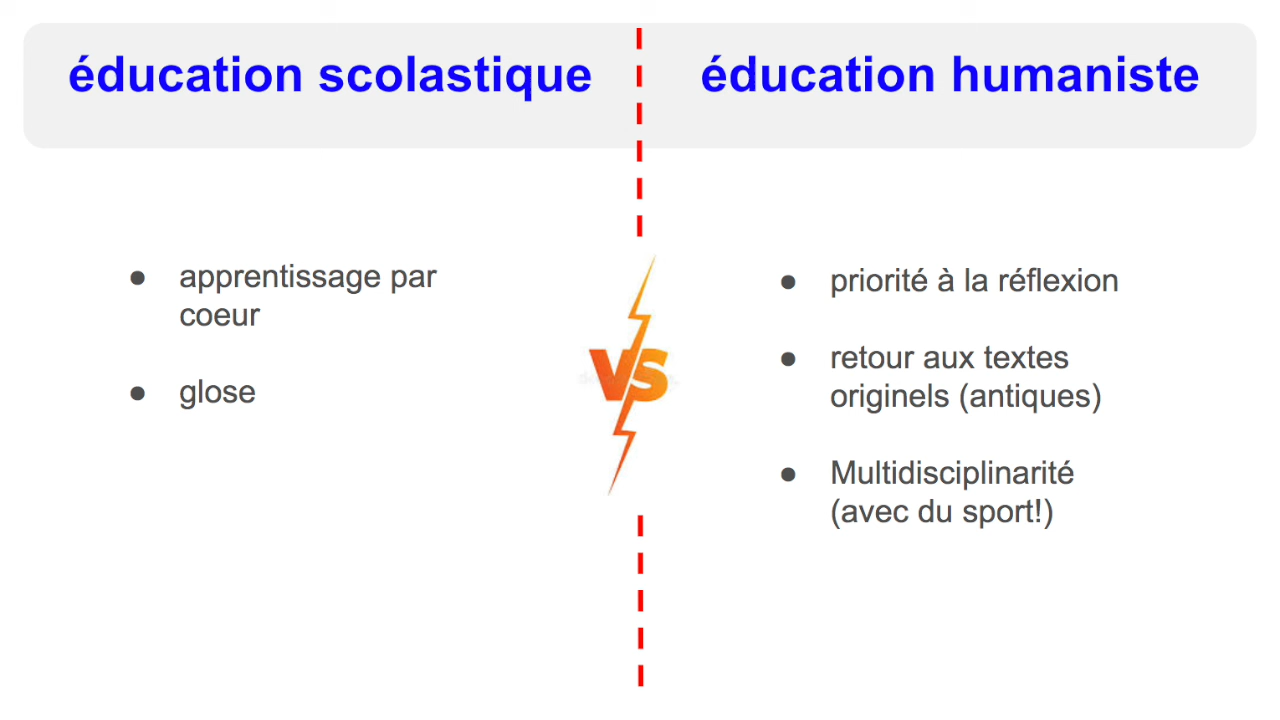 éducation scolastique
éducation humaniste
apprentissage par
coeur
glose
VS
priorité à la réflexion
retour aux textes
originels (antiques)
Multidisciplinarité
(avec du sport!)